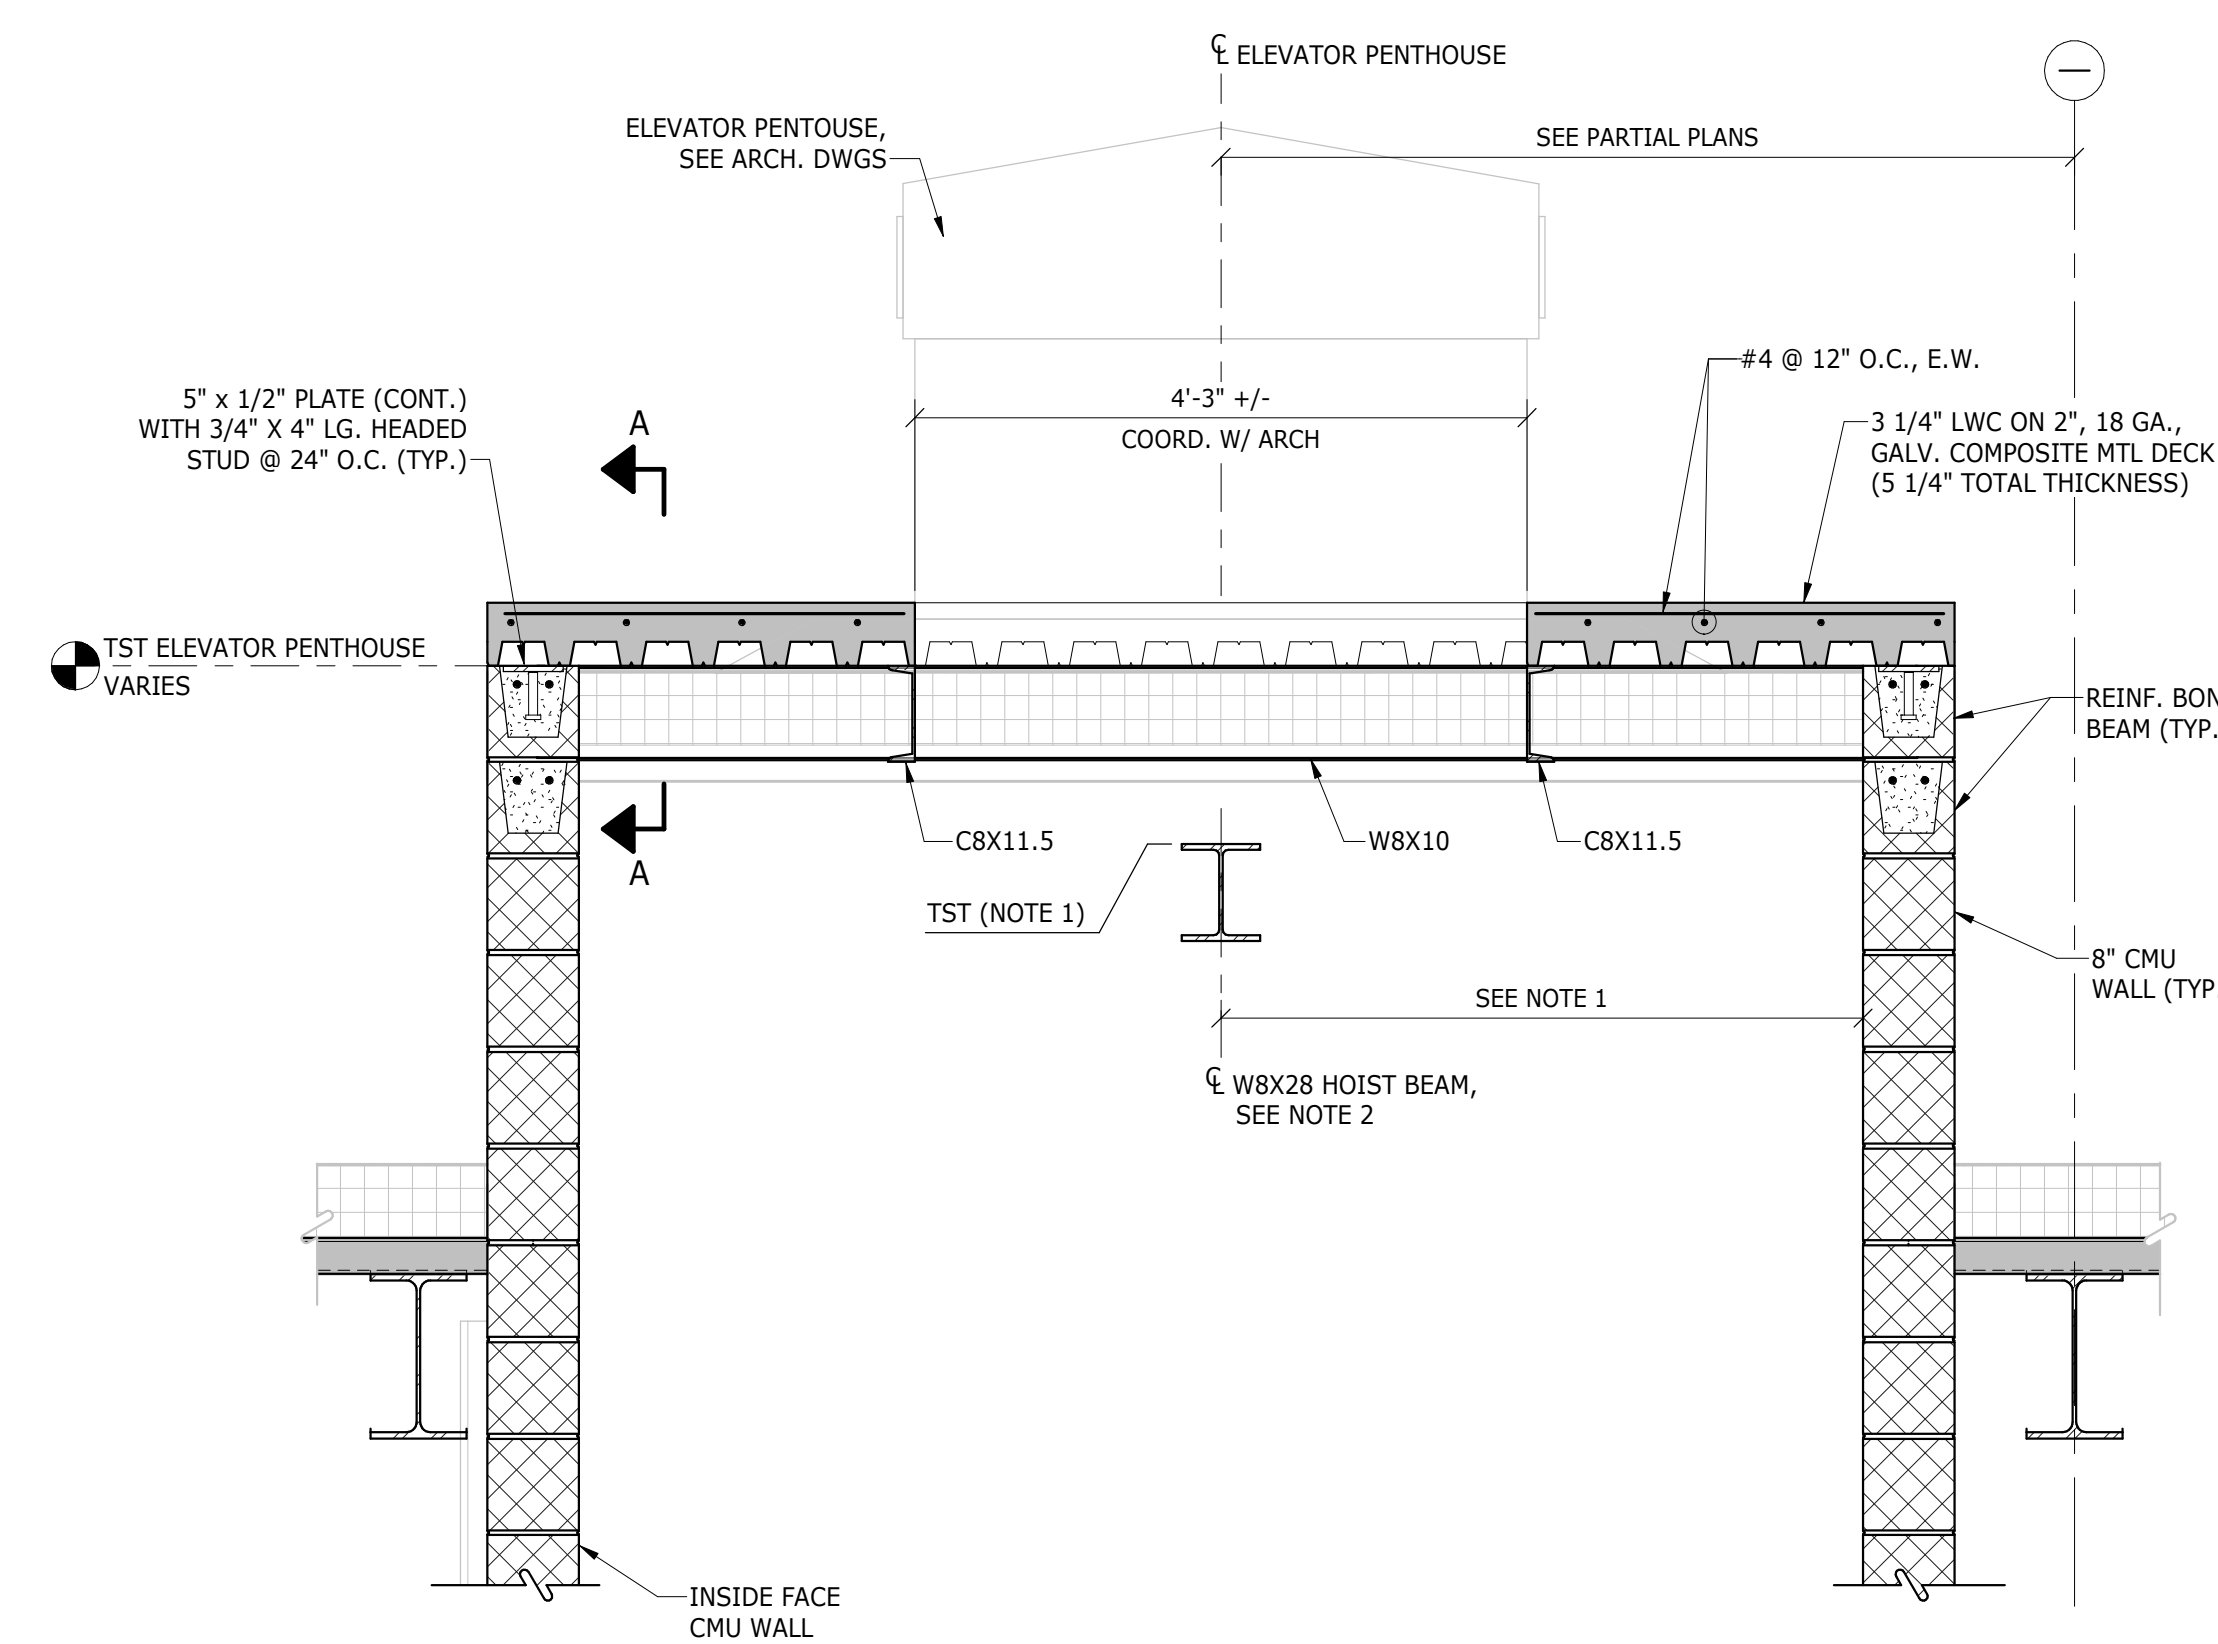 ℄ ELEVATOR PENTHOUSE
ELEVATOR PENTOUSE,
SEE ARCH. DWGS
SEE PARTIAL PLANS
#4 @ 12" O.C., E.W.
5" x 1/2" PLATE (CONT.)
WITH 3/4" X 4" LG. HEADED
STUD @ 24" O.C. (TYP.)
A
4'-3" +/-
COORD. W/ ARCH
3 1/4" LWC ON 2", 18 GA.,
GALV. COMPOSITE MTL DECK
(5 1/4" TOTAL THICKNESS)
TST ELEVATOR PENTHOUSE
VARIES
REINF. BON
BEAM (TYP.
C8X11.5
W8X10
C8X11.5
A
TST (NOTE 1)
8" CMU
WALL (TYP.
SEE NOTE 1
℄ W8X28 HOIST BEAM,
SEE NOTE 2
INSIDE FACE
CMU WALL